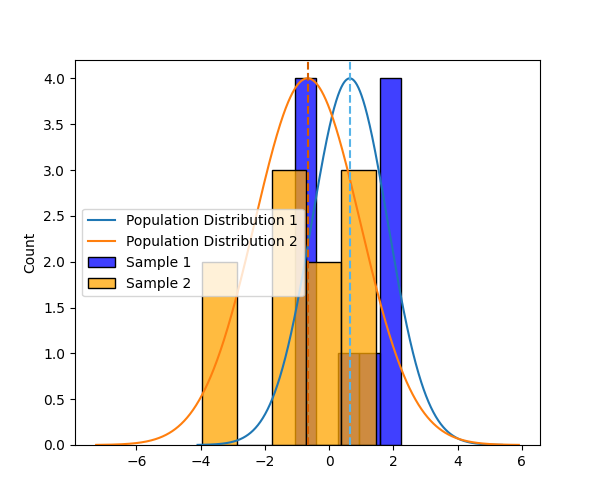 4.0
3.5
3.0
2.5
2.0
1.5
1.0
0.5
0.0
Count
Population Distribution 1
Population Distribution 2
Sample 1
Sample 2
−6 −4 −2 0 2 4 6